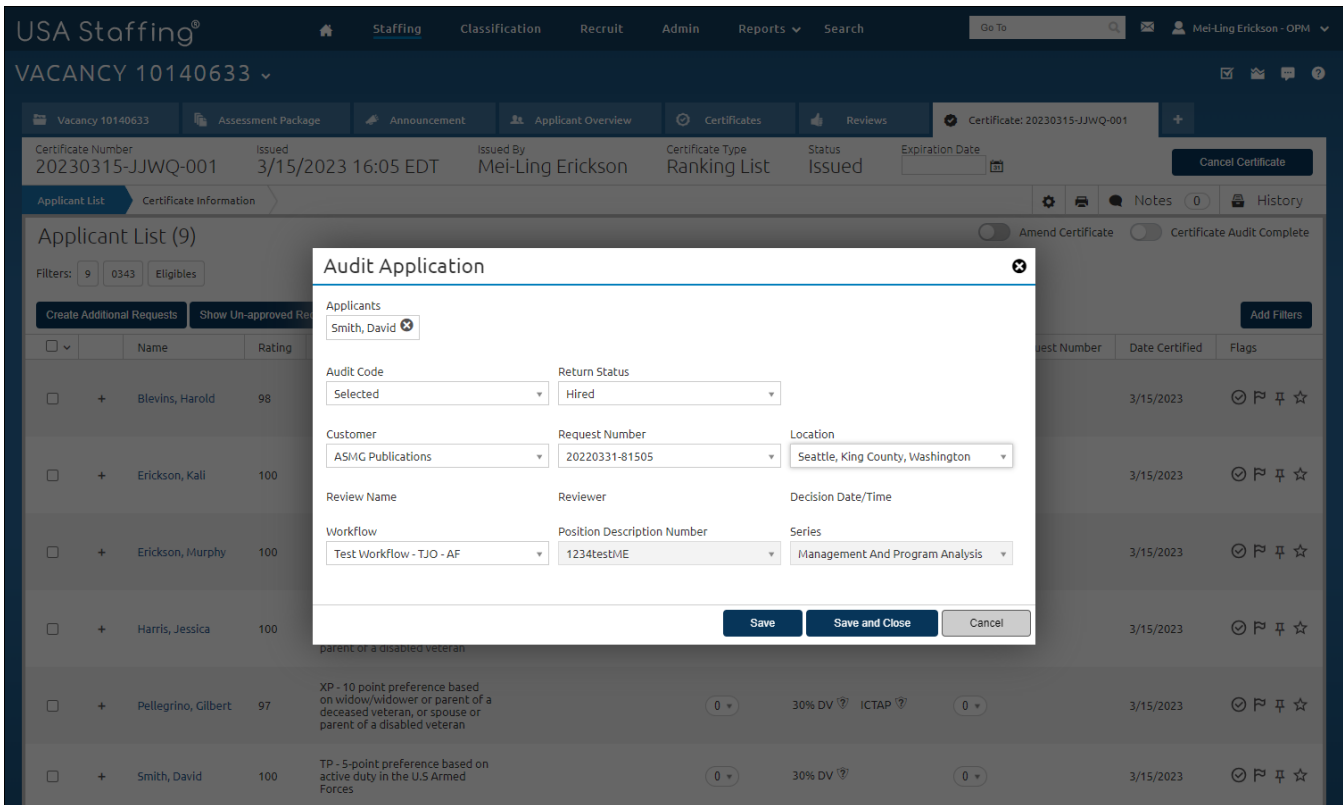 USA Staffing®
Staffing Classification Recruit Admin Reports Search
Go To
Mei-Ling Erickson - OPM
VACANCY 10140633
Vacancy 10140633 Assessment Package Announcement Applicant Overview Certificates Reviews Certificate: 20230315-JJWQ-001 +
Certificate Number Issued Issued By Certificate Type Status Expiration Date
20230315-JJWQ-001 3/15/2023 16:05 EDT Mei-Ling Erickson Ranking List Issued
Cancel Certificate
Applicant List Certificate Information Notes 0 History
Applicant List (9) Amend Certificate Certificate Audit Complete
Filters: 9 0343 Eligibles
Create Additional Requests Show Un-approved Re Add Filters
Name Rating uest Number Date Certified Flags
Audit Application
Applicants
Smith, David
Audit Code Return Status
Selected Hired
Customer Request Number Location
ASMG Publications 20220331-81505 Seattle, King County, Washington
Review Name Reviewer Decision Date/Time
Workflow Position Description Number Series
Test Workflow - TJO - AF 1234testME Management And Program Analysis
Save Save and Close Cancel
+ Blevins, Harold 98 3/15/2023
+ Erickson, Kali 100 3/15/2023
+ Erickson, Murphy 100 3/15/2023
+ Harris, Jessica 100 3/15/2023
parent of a disabled veteran
XP - 10 point preference based
on widow/widower or parent of a
+ Pellegrino, Gilbert 97 0 30% DV ICTAP 0 3/15/2023
deceased veteran, or spouse or
parent of a disabled veteran
TP - 5-point preference based on
+ Smith, David 100 active duty in the U.S Armed 0 30% DV 0 3/15/2023
Forces